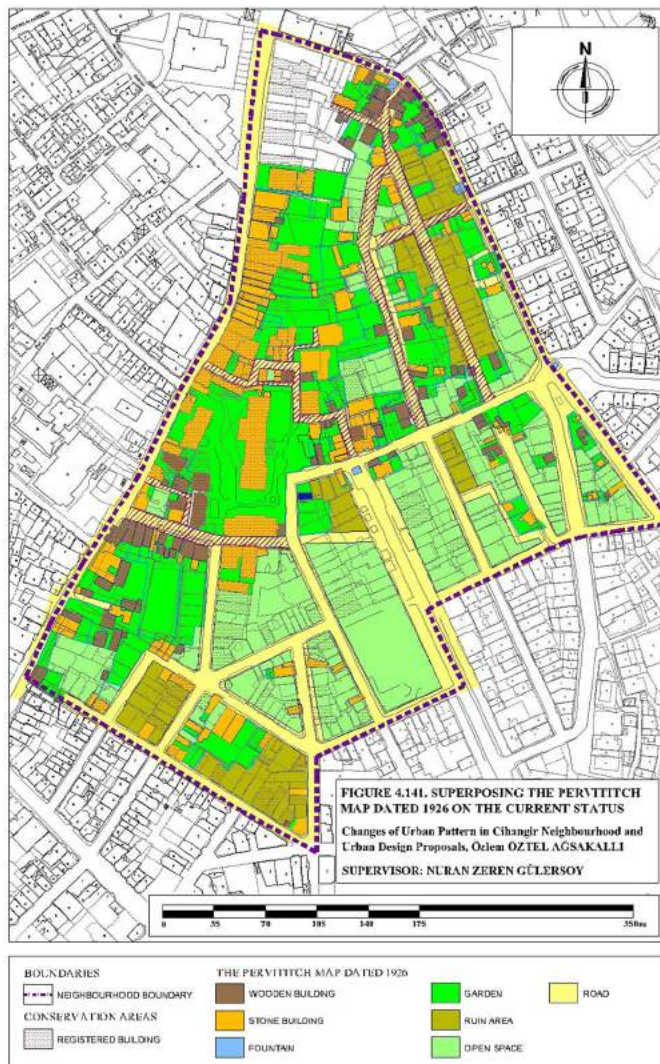 N
FIGURE 4.141. SUPERPOSING THE PERVITITCH
MAP DATED 1926 ON THE CURRENT STATUS
Changes of Urban Pattern in Cihangir Neighbourhood and
Urban Design Proposals, Özlem ÖZTEL AĞSAKALLI
SUPERVISOR: NURAN ZEREN GÜLERSOY
0 35 70 105 140 175 350m
BOUNDARIES
NEIGHBOURHOOD BOUNDARY
CONSERVATION AREAS
REGISTERED BUILDING
THE PERVITITCH MAP DATED 1926
WOODEN BUILDING
STONE BUILDING
FOUNTAIN
GARDEN
RUIN AREA
OPEN SPACE
ROAD